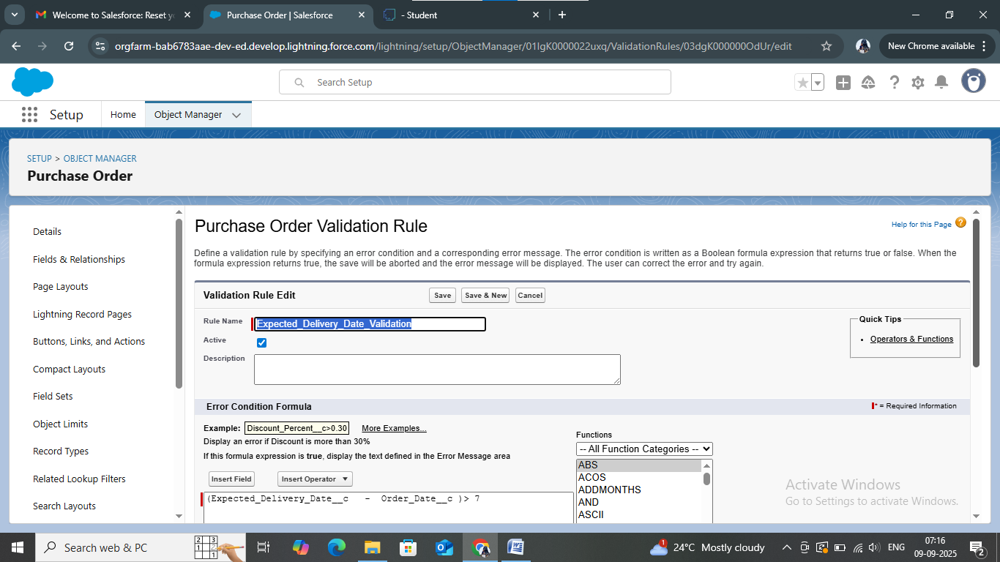 Welcome to Salesforce: Reset yo
Purchase Order | Salesforce
- Student
orgfarm-bab6783aae-dev-ed.develop.lightning.force.com/lightning/setup/ObjectManager/01IgK0000022uxq/ValidationRules/03dgK000000OdUr/edit
New Chrome available
Search Setup
Setup
Home
Object Manager
SETUP > OBJECT MANAGER
Purchase Order
Details
Fields & Relationships
Page Layouts
Lightning Record Pages
Buttons, Links, and Actions
Compact Layouts
Field Sets
Object Limits
Record Types
Related Lookup Filters
Search Layouts
Purchase Order Validation Rule
Help for this Page ?
Define a validation rule by specifying an error condition and a corresponding error message. The error condition is written as a Boolean formula expression that returns true or false. When the
formula expression returns true, the save will be aborted and the error message will be displayed. The user can correct the error and try again.
Validation Rule Edit
Save
Save & New
Cancel
Rule Name
Expected_Delivery_Date_Validation
Active
Description
Quick Tips
• Operators & Functions
Error Condition Formula
= Required Information
Example:
Discount_Percent__c>0.30
More Examples...
Display an error if Discount is more than 30%
If this formula expression is true, display the text defined in the Error Message area
Insert Field
Insert Operator
(Expected_Delivery_Date__c - Order_Date__c )> 7
Functions
-- All Function Categories --
ABS
ACOS
ADDMONTHS
AND
ASCII
Activate Windows
Go to Settings to activate Windows.
Search web & PC
1
24°C Mostly cloudy
ENG
07:16
09-09-2025
2